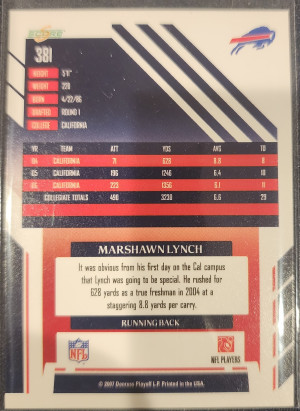 SCORE
381
HEIGHT 5'11"
WEIGHT 220
BORN 4/22/86
DRAFTED ROUND 1
COLLEGE CALIFORNIA
YR TEAM ATT YDS AVG TD
04 CALIFORNIA 71 628 8.8 8
05 CALIFORNIA 196 1246 6.4 10
06 CALIFORNIA 223 1356 6.1 11
COLLEGIATE TOTALS 490 3230 6.6 29
MARSHAWN LYNCH
It was obvious from his first day on the Cal campus
that Lynch was going to be special. He rushed for
628 yards as a true freshman in 2004 at a
staggering 8.8 yards per carry.
RUNNING BACK
NFL
NFL PLAYERS
© 2007 Donruss Playoff L.P. Printed in the USA.